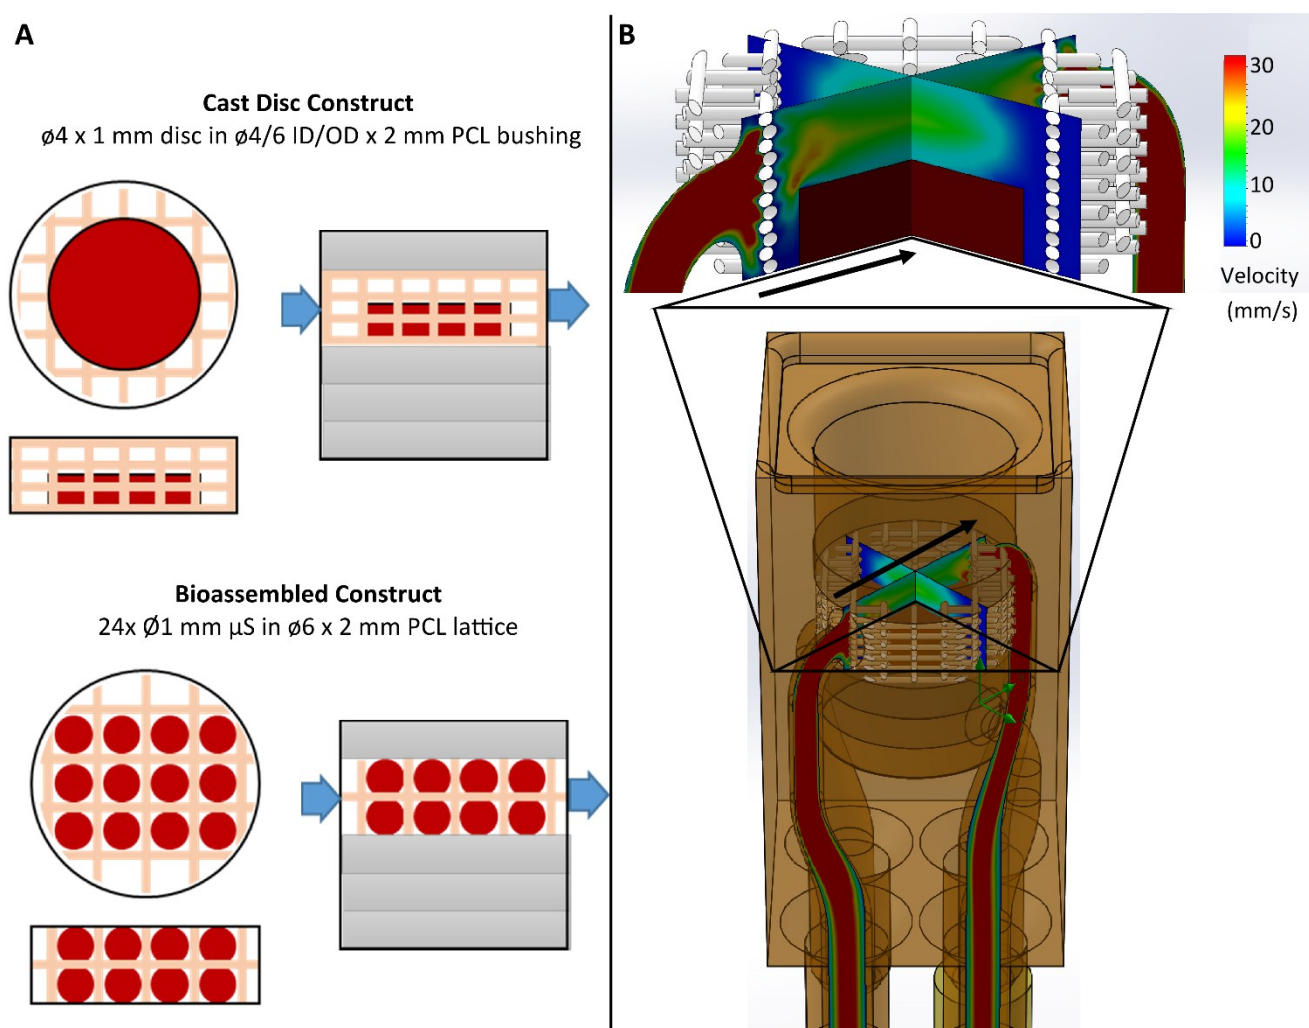 A
Cast Disc Construct
ø4 x 1 mm disc in ø4/6 ID/OD x 2 mm PCL bushing
Bioassembled Construct
24x Ø1 mm µS in ø6 x 2 mm PCL lattice
B
30
20
10
0
Velocity
(mm/s)